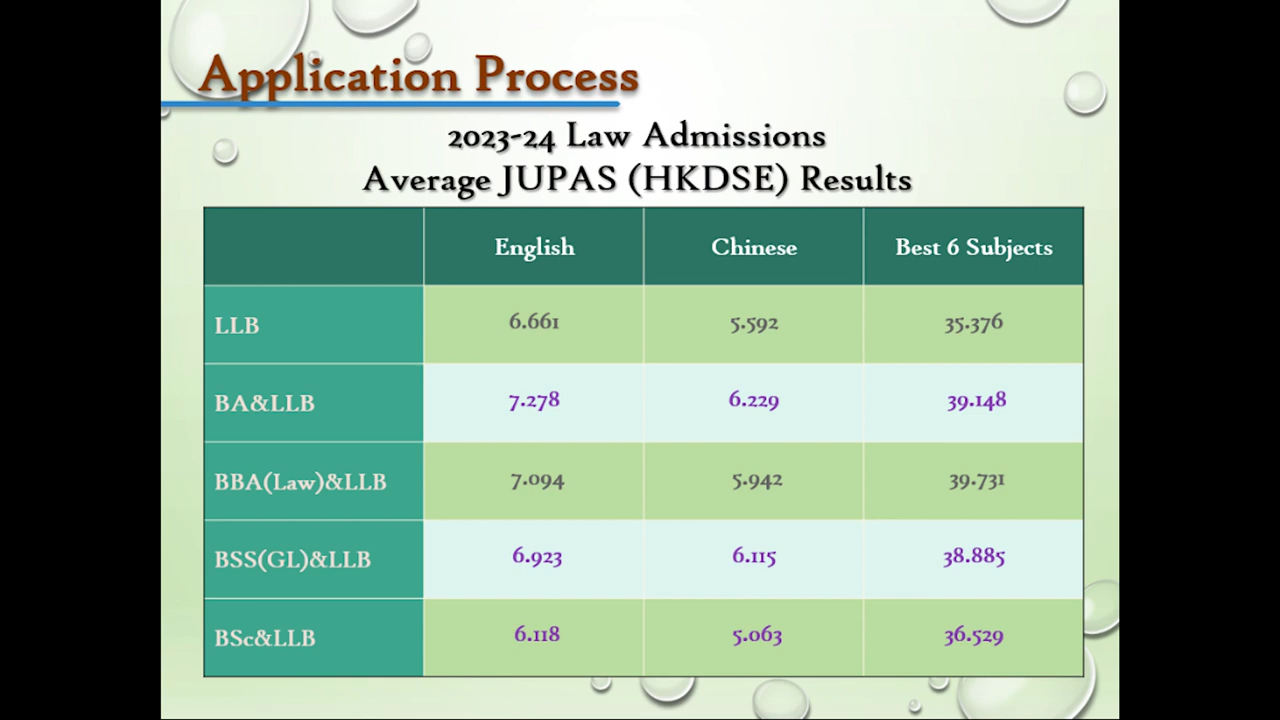 Application Process
2023-24 Law Admissions
Average JUPAS (HKDSE) Results
English Chinese Best 6 Subjects
LLB 6.661 5.592 35.376
BA&LLB 7.278 6.229 39.148
BBA(Law)&LLB 7.094 5.942 39.731
BSS(GL)&LLB 6.923 6.115 38.885
BSc&LLB 6.118 5.063 36.529